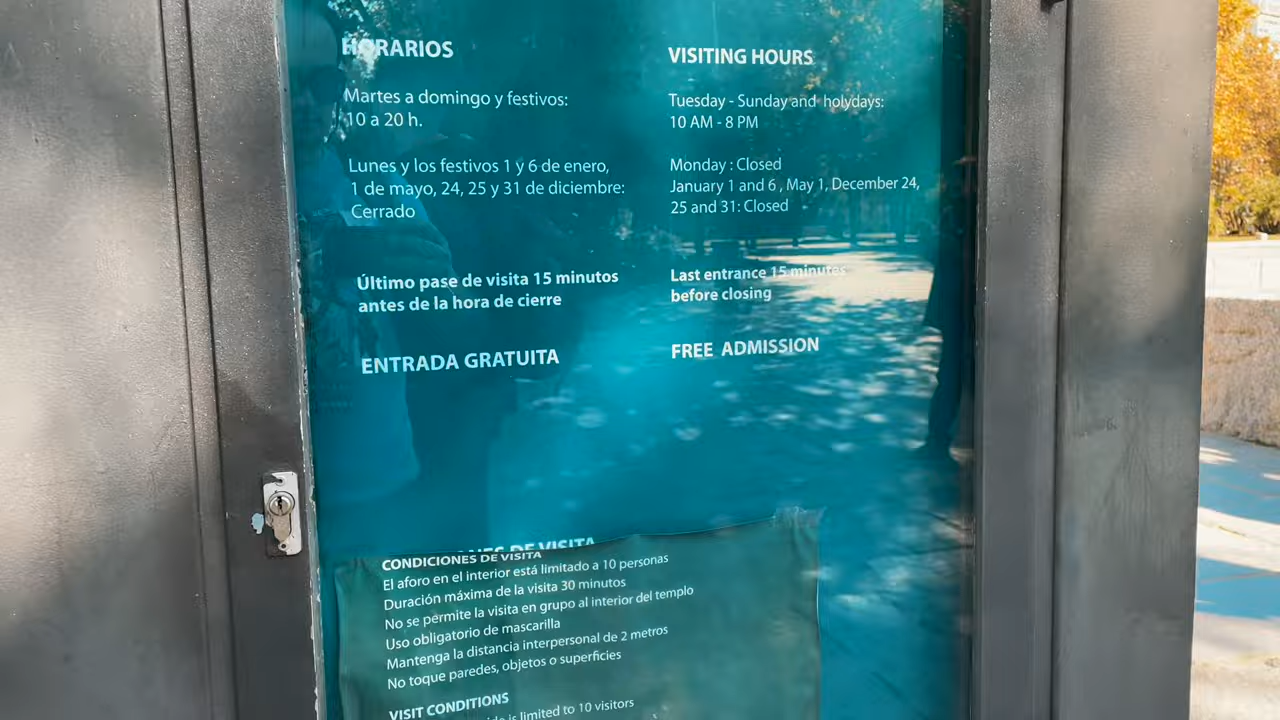 HORARIOS
Martes a domingo y festivos:
10 a 20 h.
Lunes y los festivos 1 y 6 de enero,
1 de mayo, 24, 25 y 31 de diciembre:
Cerrado
Último pase de visita 15 minutos
antes de la hora de cierre
ENTRADA GRATUITA
VISITING HOURS
Tuesday - Sunday and holydays:
10 AM - 8 PM
Monday : Closed
January 1 and 6 , May 1, December 24,
25 and 31: Closed
Last entrance 15 minutes
before closing
FREE ADMISSION
DE VISITA
CONDICIONES DE VISITA
El aforo en el interior está limitado a 10 personas
Duración máxima de la visita 30 minutos
No se permite la visita en grupo al interior del templo
Uso obligatorio de mascarilla
Mantenga la distancia interpersonal de 2 metros
No toque paredes, objetos o superficies
VISIT CONDITIONS
is limited to 10 visitors